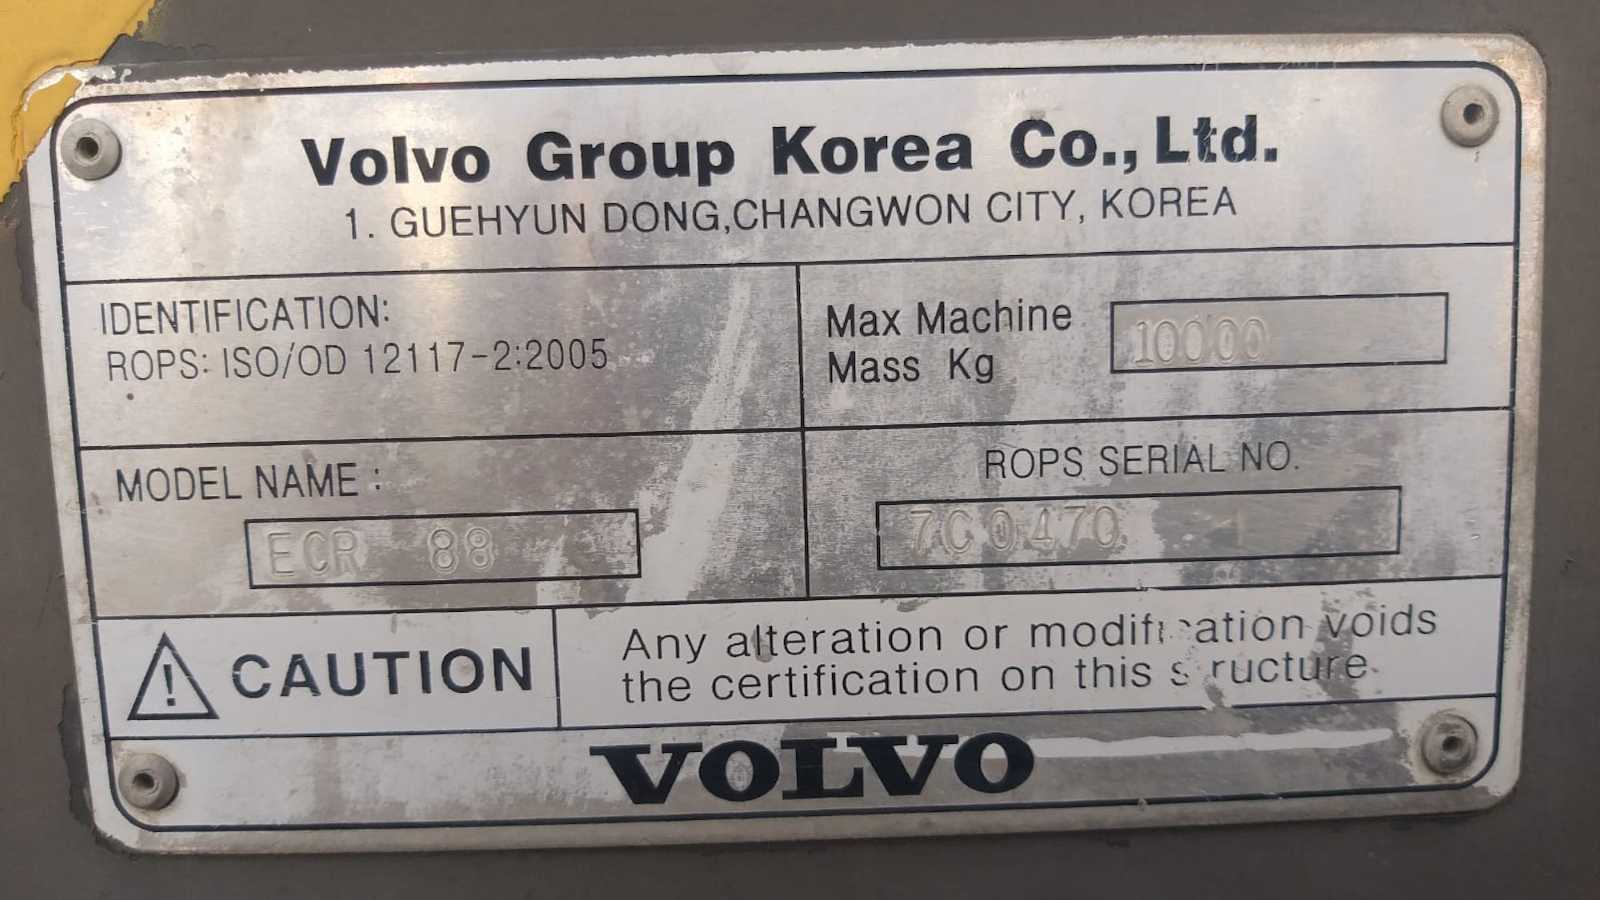 Volvo Group Korea Co., Ltd.
1. GUEHYUN DONG,CHANGWON CITY, KOREA
IDENTIFICATION:
ROPS: ISO/OD 12117-2:2005
Max Machine
Mass Kg
10000
MODEL NAME :
ECR 88
ROPS SERIAL NO.
7C0470
CAUTION
Any alteration or modification voids
the certification on this structure.
VOLVO